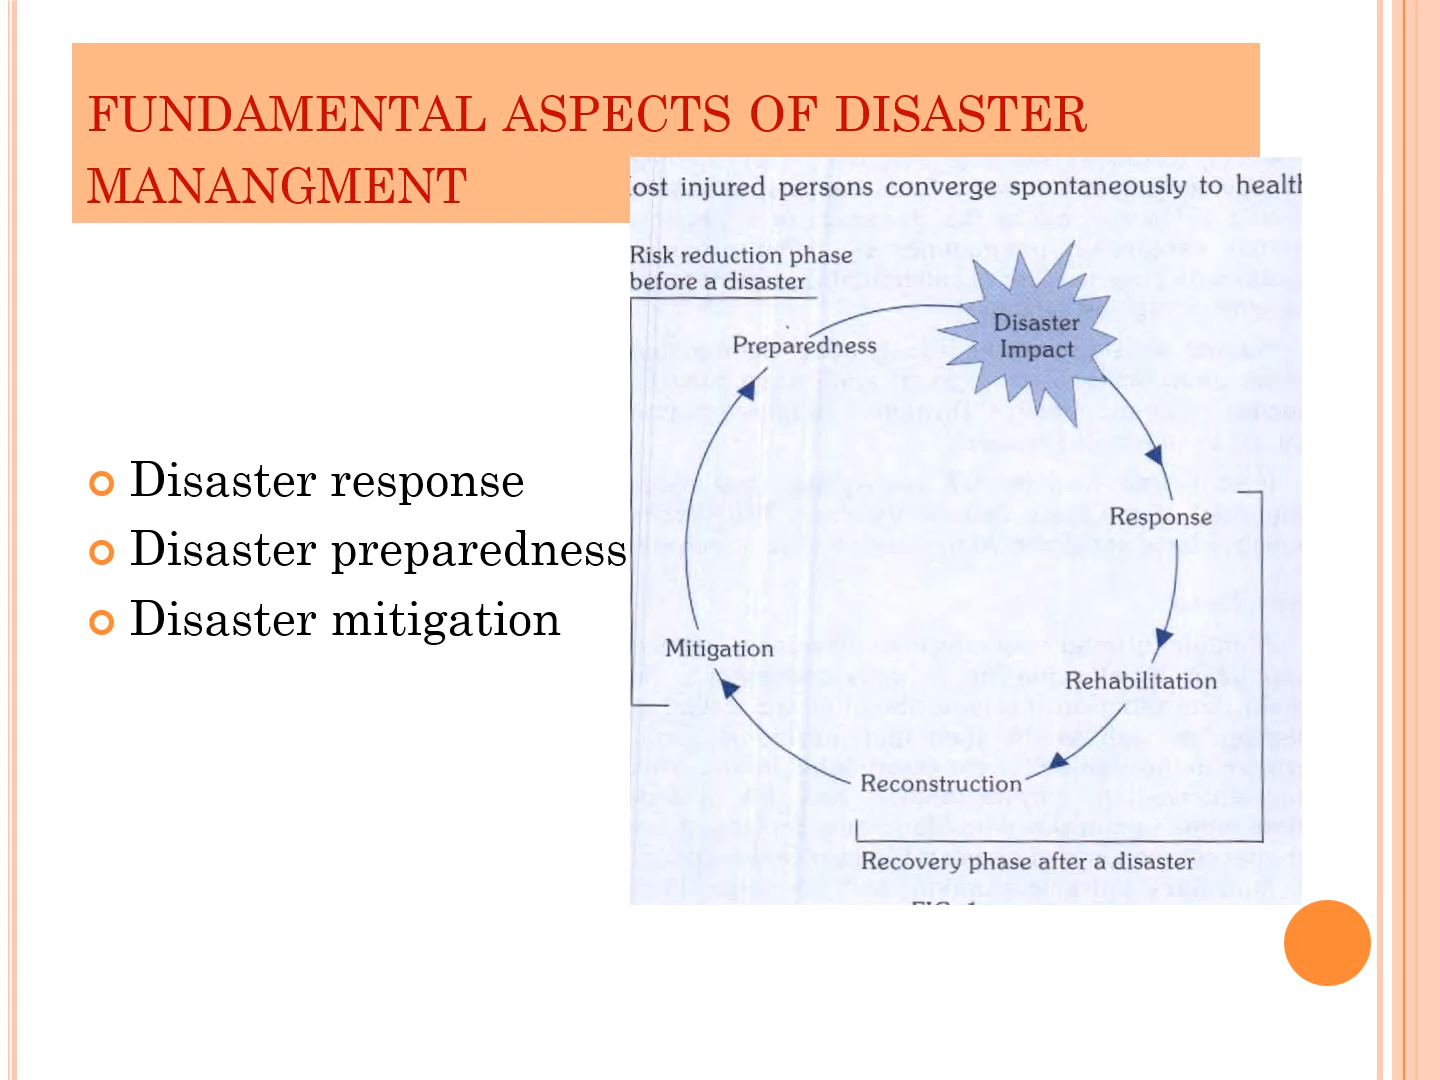 FUNDAMENTAL ASPECTS OF DISASTER
MANANGMENT
ost injured persons converge spontaneously to healt
Risk reduction phase
before a disaster
Disaster
Impact
Preparedness
Response
Mitigation
Rehabilitation
Reconstruction
Recovery phase after a disaster
Disaster response
Disaster preparedness
Disaster mitigation